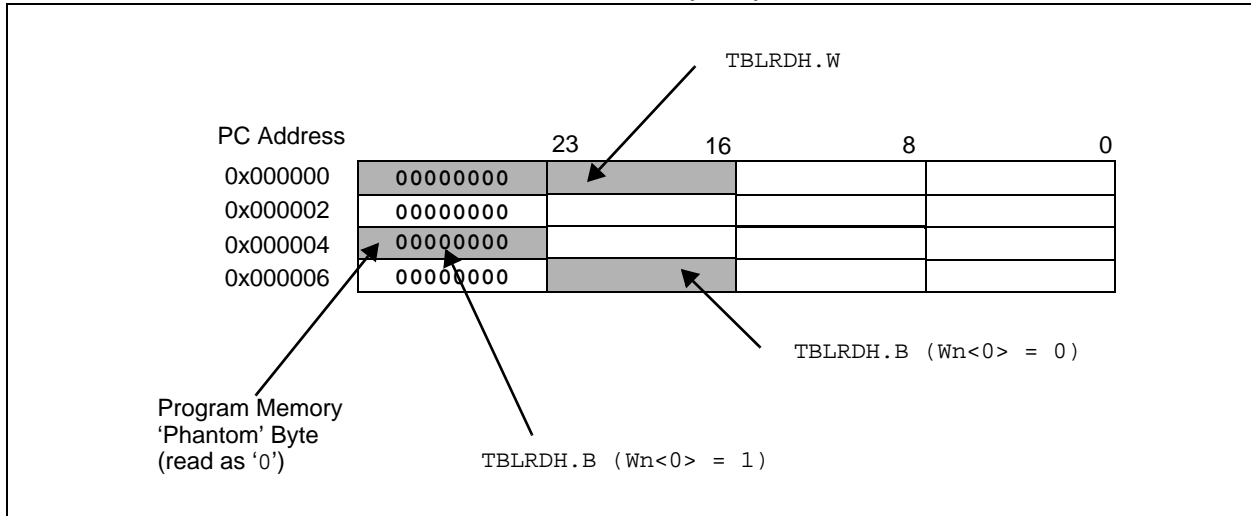 TBLRDH.W
PC Address
23 16 8 0
0x000000 00000000
0x000002 00000000
0x000004 00000000
0x000006 00000000
TBLRDH.B (Wn<0> = 0)
Program Memory
‘Phantom’ Byte
(read as ‘0’)
TBLRDH.B (Wn<0> = 1)